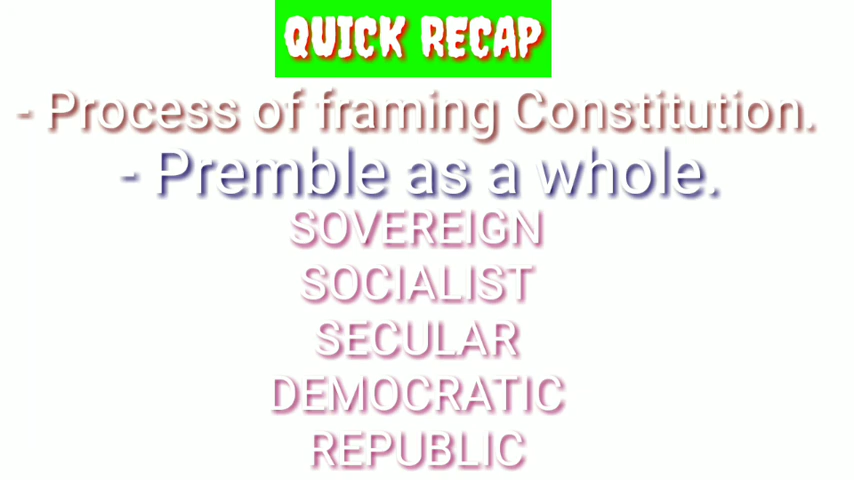 QUICK RECAP
- Process of framing Constitution.
- Premble as a whole.
SOVEREIGN
SOCIALIST
SECULAR
DEMOCRATIC
REPUBLIC